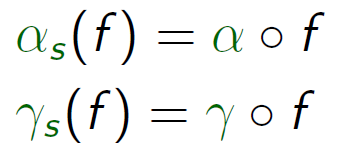 αₛ(f) = α ∘ f
γₛ(f) = γ ∘ f